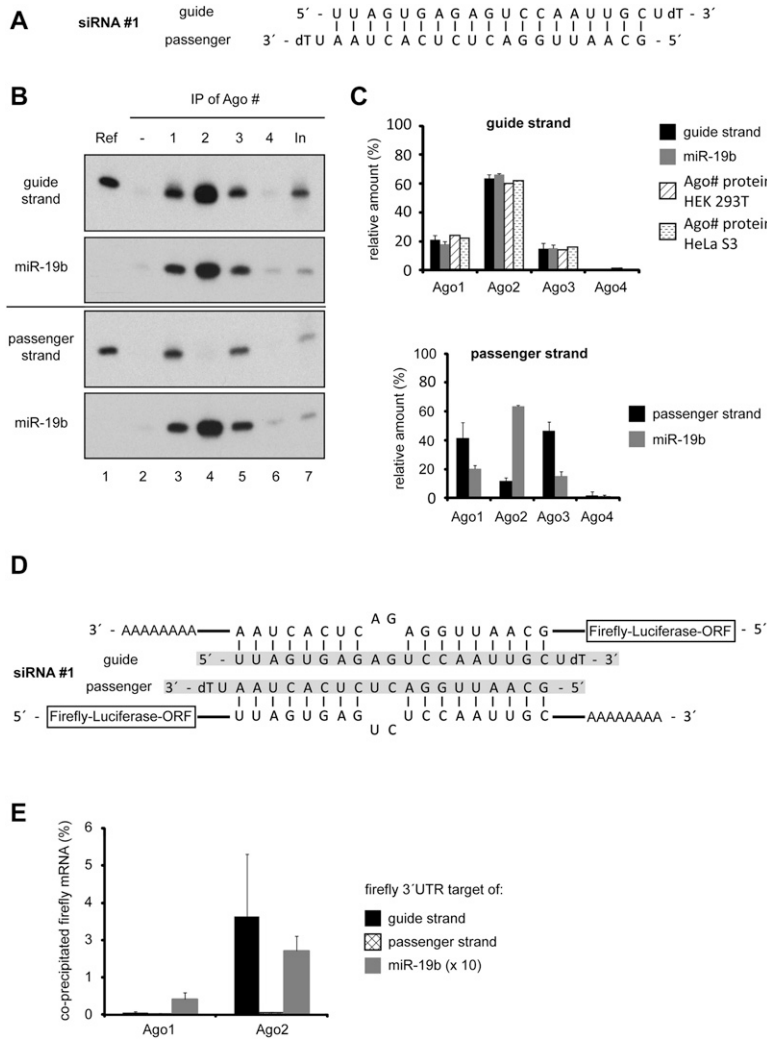 A
siRNA #1
guide
5´ - U U A G U G A G A G U C C A A U U G C U dT - 3´
passenger
3´ - dT U A A U C A C U C U C A G G U U A A C G - 5´
B
IP of Ago #
Ref - 1 2 3 4 In
guide
strand
miR-19b
passenger
strand
miR-19b
1 2 3 4 5 6 7
C
guide strand
relative amount (%)
100
80
60
40
20
0
Ago1 Ago2 Ago3 Ago4
guide strand
miR-19b
Ago# protein
HEK 293T
Ago# protein
HeLa S3
passenger strand
relative amount (%)
100
80
60
40
20
0
Ago1 Ago2 Ago3 Ago4
passenger strand
miR-19b
D
A G
3´ - AAAAAAAA A A U C A C U C A G G U U A A C G Firefly-Luciferase-ORF - 5´
siRNA #1
guide
5´ - U U A G U G A G A G U C C A A U U G C U dT - 3´
passenger
3´ - dT U A A U C A C U C U C A G G U U A A C G - 5´
5´ - Firefly-Luciferase-ORF U U A G U G A G U C C A A U U G C AAAAAAAA - 3´
U C
E
co-precipitated firefly mRNA (%)
6
5
4
3
1
0
Ago1 Ago2
firefly 3´UTR target of:
guide strand
passenger strand
miR-19b (x 10)